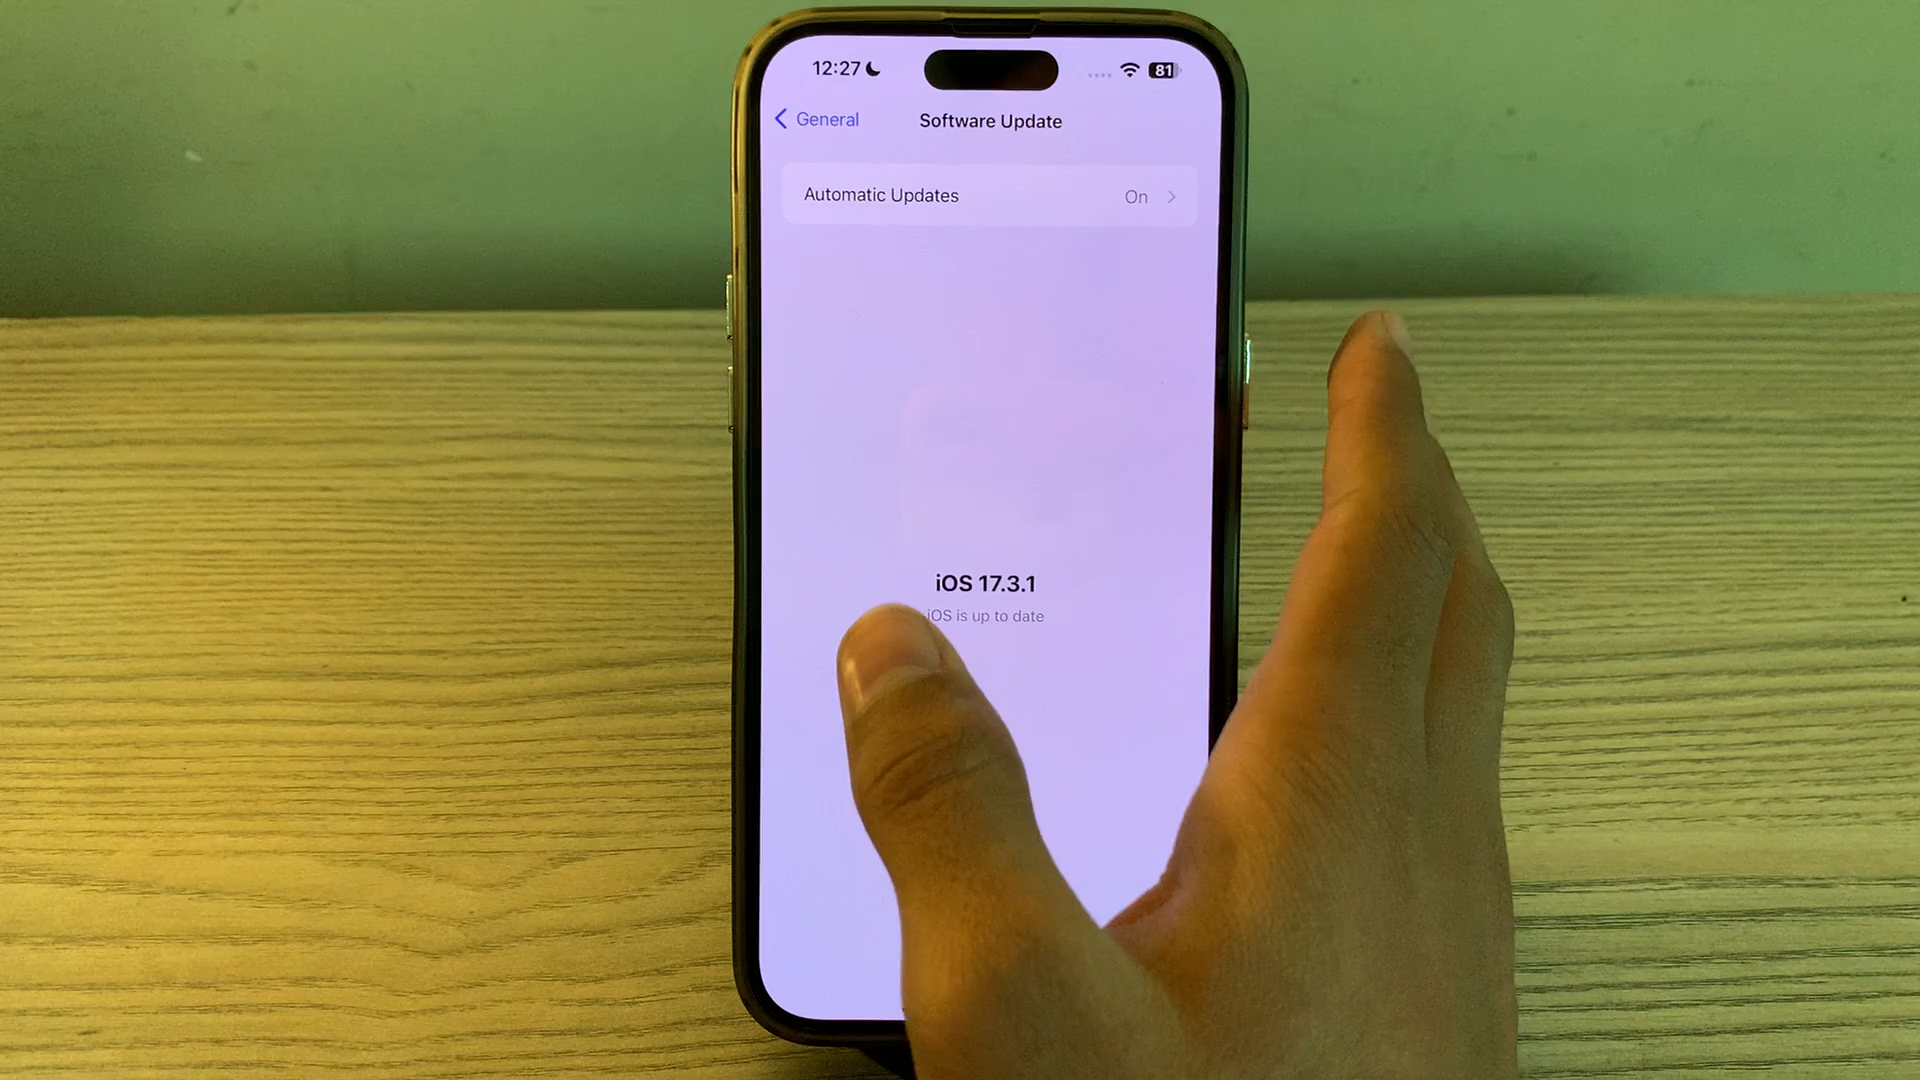 12:27
81
General
Software Update
Automatic Updates
On
iOS 17.3.1
iOS is up to date